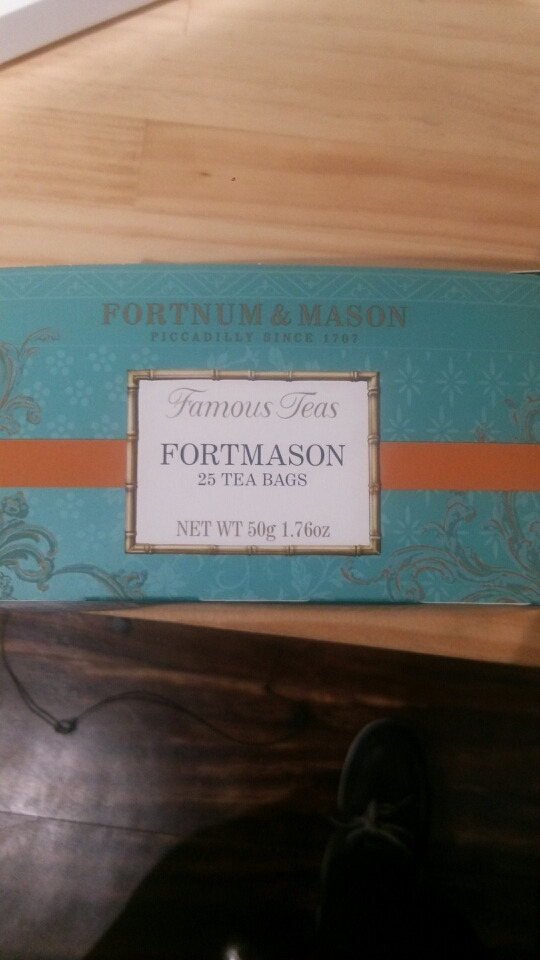 FORTNUM & MASON
PICCADILLY SINCE 1707
Famous Teas
FORTMASON
25 TEA BAGS
NET WT 50g 1.76oz